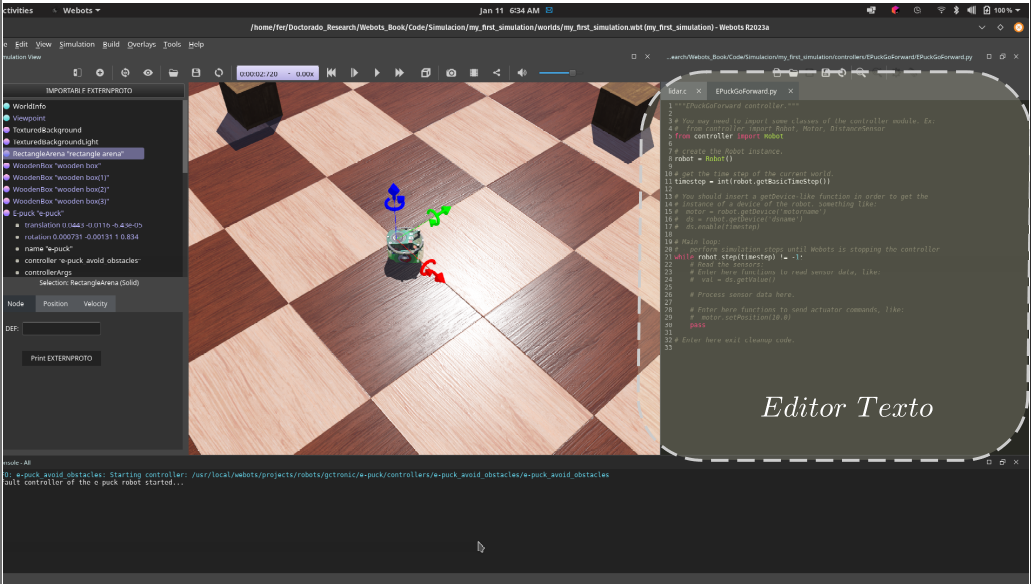 ctivities
Webots
Jan 11 6:34 AM
100 %
/home/fer/Doctorado_Research/Webots_Book/Code/Simulacion/my_first_simulation/worlds/my_first_simulation.wbt (my_first_simulation) - Webots R2023a
e Edit View Simulation Build Overlays Tools Help
mulation View
...earch/Webots_Book/Code/Simulacion/my_first_simulation/controllers/EPuckGoForward/EPuckGoForward.py
0:00:02:720 - 0.00x
IMPORTABLE EXTERNPROTO
WorldInfo
Viewpoint
TexturedBackground
TexturedBackgroundLight
RectangleArena "rectangle arena"
WoodenBox "wooden box"
WoodenBox "wooden box(1)"
WoodenBox "wooden box(2)"
WoodenBox "wooden box(3)"
E-puck "e-puck"
translation 0.0443 -0.0116 -6.43e-05
rotation 0.000731 -0.00131 1 0.834
name "e-puck"
controller "e-puck_avoid_obstacles"
controllerArgs
Selection: RectangleArena (Solid)
Node Position Velocity
DEF:
Print EXTERNPROTO
lidar.c
EPuckGoForward.py
1 """EPuckGoForward controller."""
2
3 # You may need to import some classes of the controller module. Ex:
4 #  from controller import Robot, Motor, DistanceSensor
5 from controller import Robot
6
7 # create the Robot instance.
8 robot = Robot()
9
10 # get the time step of the current world.
11 timestep = int(robot.getBasicTimeStep())
12
13 # You should insert a getDevice-like function in order to get the
14 # instance of a device of the robot. Something like:
15 #  motor = robot.getDevice('motorname')
16 #  ds = robot.getDevice('dsname')
17 #  ds.enable(timestep)
18
19 # Main loop:
20 # - perform simulation steps until Webots is stopping the controller
21 while robot.step(timestep) != -1:
22 # Read the sensors:
23 # Enter here functions to read sensor data, like:
24 #  val = ds.getValue()
25
26 # Process sensor data here.
27
28 # Enter here functions to send actuator commands, like:
29 #  motor.setPosition(10.0)
30 pass
31
32 # Enter here exit cleanup code.
33
Editor Texto
onsole - All
FO: e-puck_avoid_obstacles: Starting controller: /usr/local/webots/projects/robots/gctronic/e-puck/controllers/e-puck_avoid_obstacles/e-puck_avoid_obstacles
fault controller of the e-puck robot started...